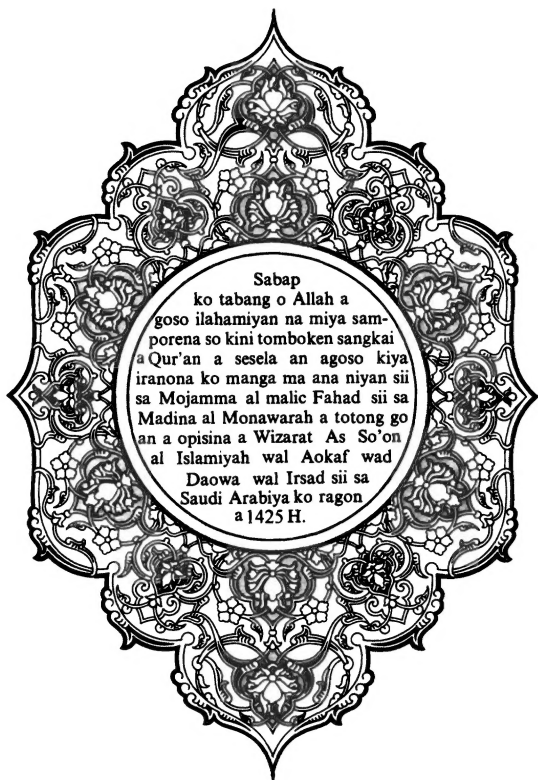 Sabap
ko tabang o Allah a
goso ilahamiyan na miya sam-
porena so kini tomboken sangkai
a Qur'an a sesela an agoso kiya
iranona ko manga ma ana niyan sii
sa Mojamma al malic Fahad sii sa
Madina al Monawarah a totong go
an a opisina a Wizarat As So'on
al Islamiyah wal Aokaf wad
Daowa wal Irsad sii sa
Saudi Arabiya ko ragon
a 1425 H.